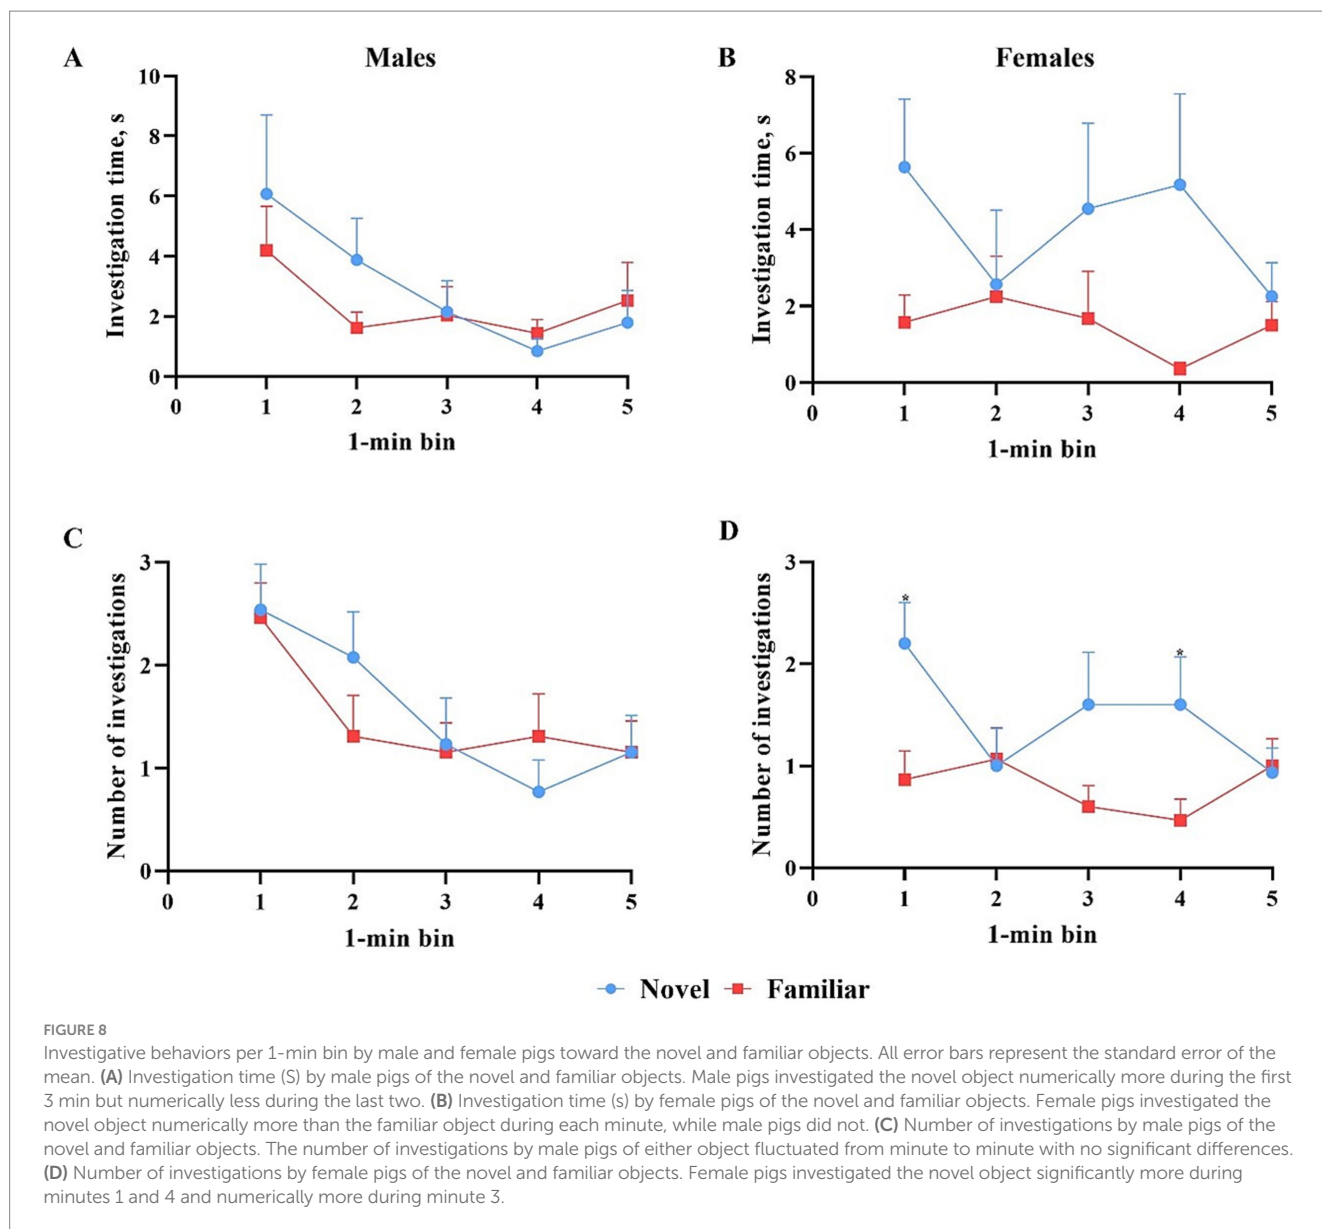 A
Males
10
8
6
4
2
0
Investigation time, s
0 1 2 3 4 5
1-min bin
B
Females
8
6
4
2
0
Investigation time, s
0 1 2 3 4 5
1-min bin
C
3
2
1
0
Number of investigations
0 1 2 3 4 5
1-min bin
D
3
2
1
0
Number of investigations
*
*
0 1 2 3 4 5
1-min bin
Novel Familiar
FIGURE 8
Investigative behaviors per 1-min bin by male and female pigs toward the novel and familiar objects. All error bars represent the standard error of the
mean. (A) Investigation time (S) by male pigs of the novel and familiar objects. Male pigs investigated the novel object numerically more during the first
3 min but numerically less during the last two. (B) Investigation time (s) by female pigs of the novel and familiar objects. Female pigs investigated the
novel object numerically more than the familiar object during each minute, while male pigs did not. (C) Number of investigations by male pigs of the
novel and familiar objects. The number of investigations by male pigs of either object fluctuated from minute to minute with no significant differences.
(D) Number of investigations by female pigs of the novel and familiar objects. Female pigs investigated the novel object significantly more during
minutes 1 and 4 and numerically more during minute 3.